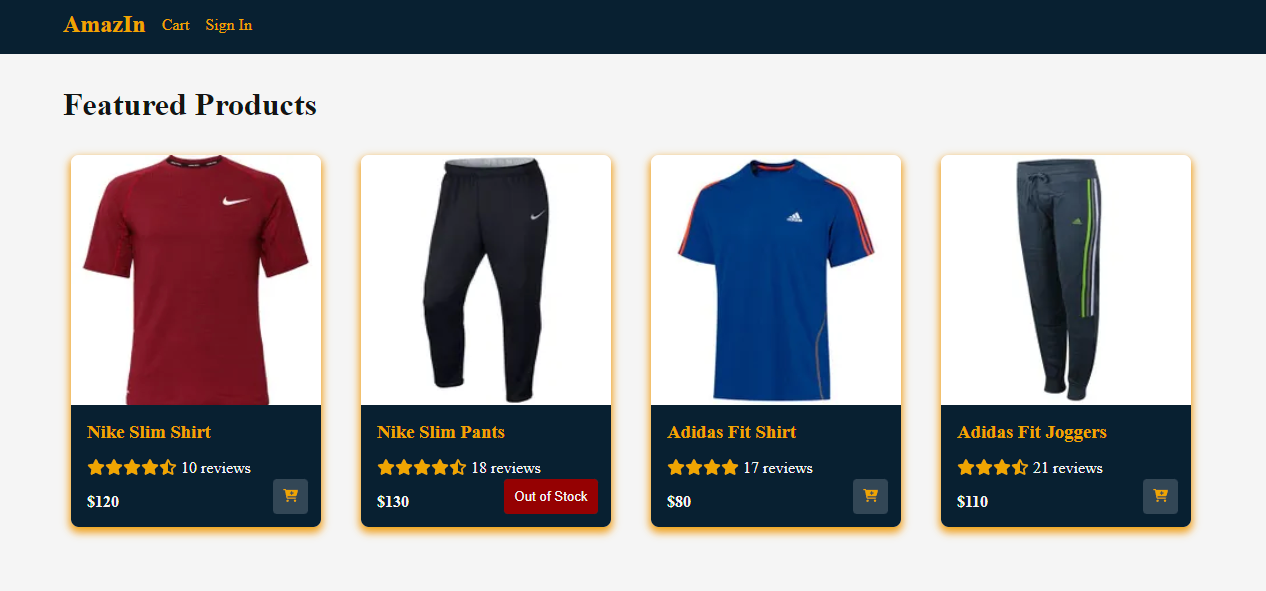 AmazIn Cart Sign In
Featured Products
Nike Slim Shirt
10 reviews
$120
Nike Slim Pants
18 reviews
$130 Out of Stock
Adidas Fit Shirt
17 reviews
$80
Adidas Fit Joggers
21 reviews
$110